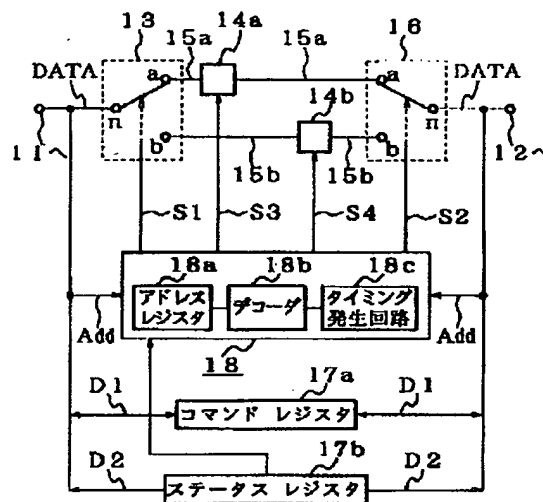 13 14a 16
15a 15a
DATA a a DATA
n n
14b
11 b b 12
15b 15b
S1 S3 S4 S2
18a 18b 18c
アドレス デコーダ タイミング
レジスタ 発生回路
Add 18 Add
17a
D1 コマンド レジスタ D1
17b
D2 D2
ステータス レジスタ